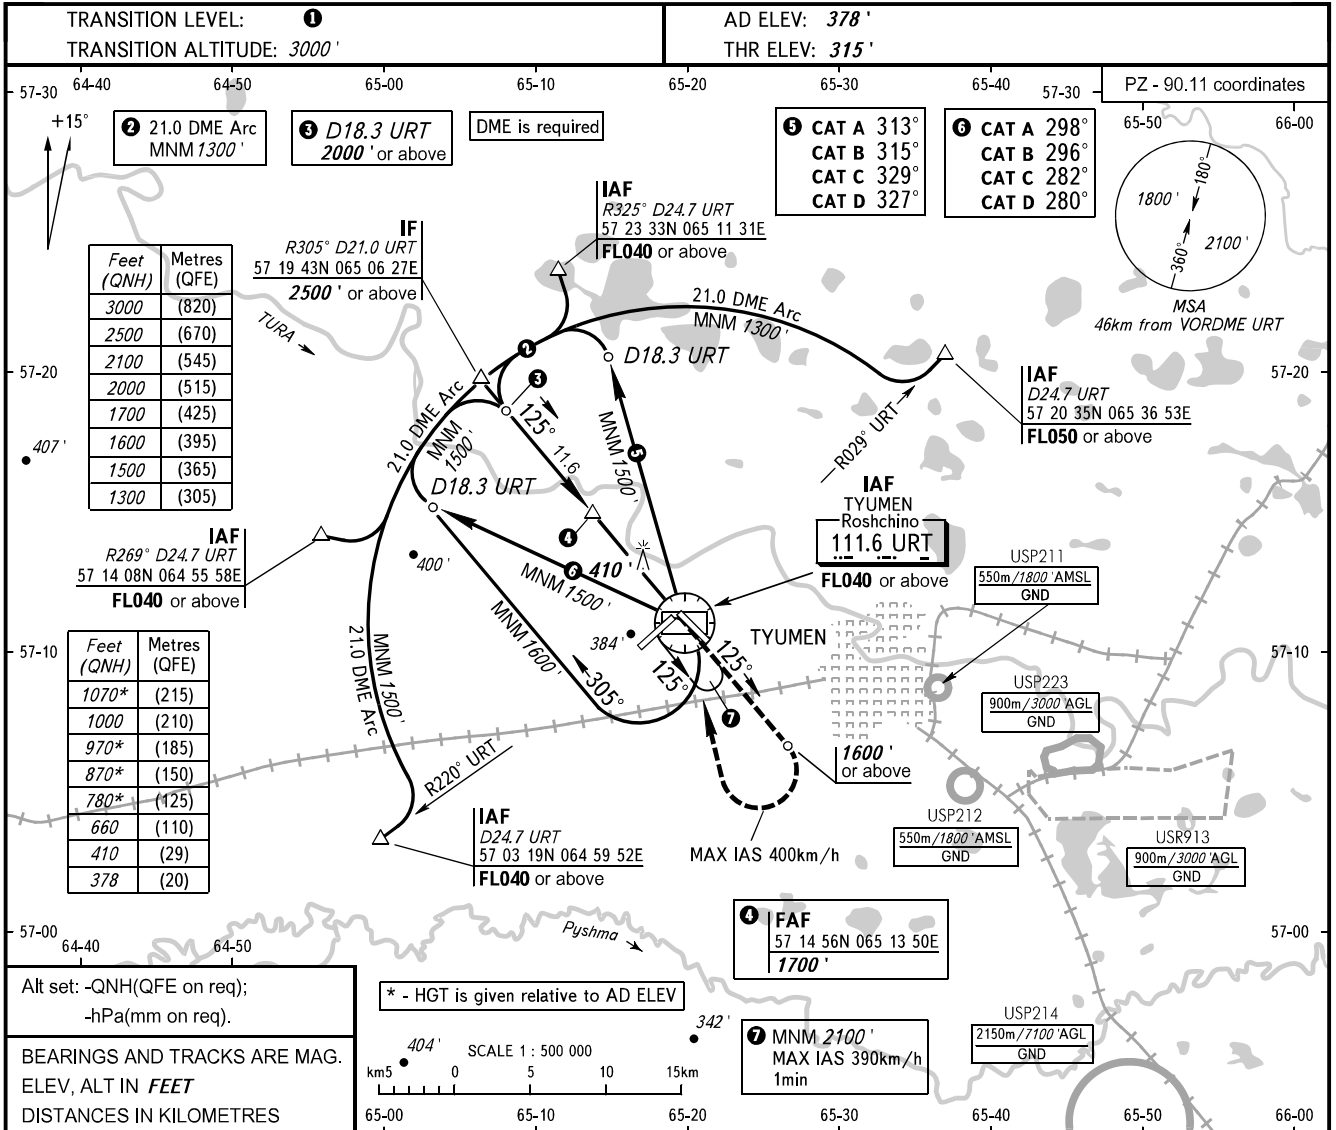 TRANSITION LEVEL: ❶
TRANSITION ALTITUDE: 3000 '
AD ELEV: 378 '
THR ELEV: 315 '
64-40
64-50
65-00
65-10
65-20
65-30
65-40
57-30
57-30
PZ - 90.11 coordinates
65-50
66-00
+15°
❷ 21.0 DME Arc
MNM 1300 '
❸ D18.3 URT
2000 ' or above
DME is required
❺ CAT A 313°
CAT B 315°
CAT C 329°
CAT D 327°
❻ CAT A 298°
CAT B 296°
CAT C 282°
CAT D 280°
180°
1800 '
2100 '
360°
MSA
46km from VORDME URT
IAF
R325° D24.7 URT
57 23 33N 065 11 31E
FL040 or above
IF
R305° D21.0 URT
57 19 43N 065 06 27E
2500 ' or above
Feet Metres
(QNH) (QFE)
3000 (820)
2500 (670)
2100 (545)
2000 (515)
1700 (425)
1600 (395)
1500 (365)
1300 (305)
TURA
21.0 DME Arc
MNM 1300 '
❷
D18.3 URT
❸
57-20
57-20
IAF
D24.7 URT
57 20 35N 065 36 53E
FL050 or above
R029° URT
407 '
21.0 DME Arc
MNM
1500 '
125°
11.6
MNM 1500 '
❺
D18.3 URT
IAF
TYUMEN
Roshchino
111.6 URT
FL040 or above
IAF
R269° D24.7 URT
57 14 08N 064 55 58E
FL040 or above
400 '
❹
❻
410 '
MNM 1500 '
USP211
550m/1800 'AMSL
GND
MNM 1600 '
384 '
TYUMEN
Feet Metres
(QNH) (QFE)
1070* (215)
1000 (210)
970* (185)
870* (150)
780* (125)
660 (110)
410 (29)
378 (20)
57-10
57-10
MNM 1500 '
21.0 DME Arc
305°
125°
125°
❼
USP223
900m/3000 'AGL
GND
1600 '
or above
R220° URT
IAF
D24.7 URT
57 03 19N 064 59 52E
FL040 or above
MAX IAS 400km/h
USP212
550m/1800 'AMSL
GND
USR913
900m/3000 'AGL
GND
❹ FAF
57 14 56N 065 13 50E
1700 '
57-00
57-00
64-40
64-50
Pyshma
Alt set: -QNH(QFE on req);
-hPa(mm on req).
* - HGT is given relative to AD ELEV
BEARINGS AND TRACKS ARE MAG.
ELEV, ALT IN FEET
DISTANCES IN KILOMETRES
404 '
SCALE 1 : 500 000
km5 0 5 10 15km
342 '
❼ MNM 2100 '
MAX IAS 390km/h
1min
USP214
2150m/7100 'AGL
GND
65-00
65-10
65-20
65-30
65-40
65-50
66-00